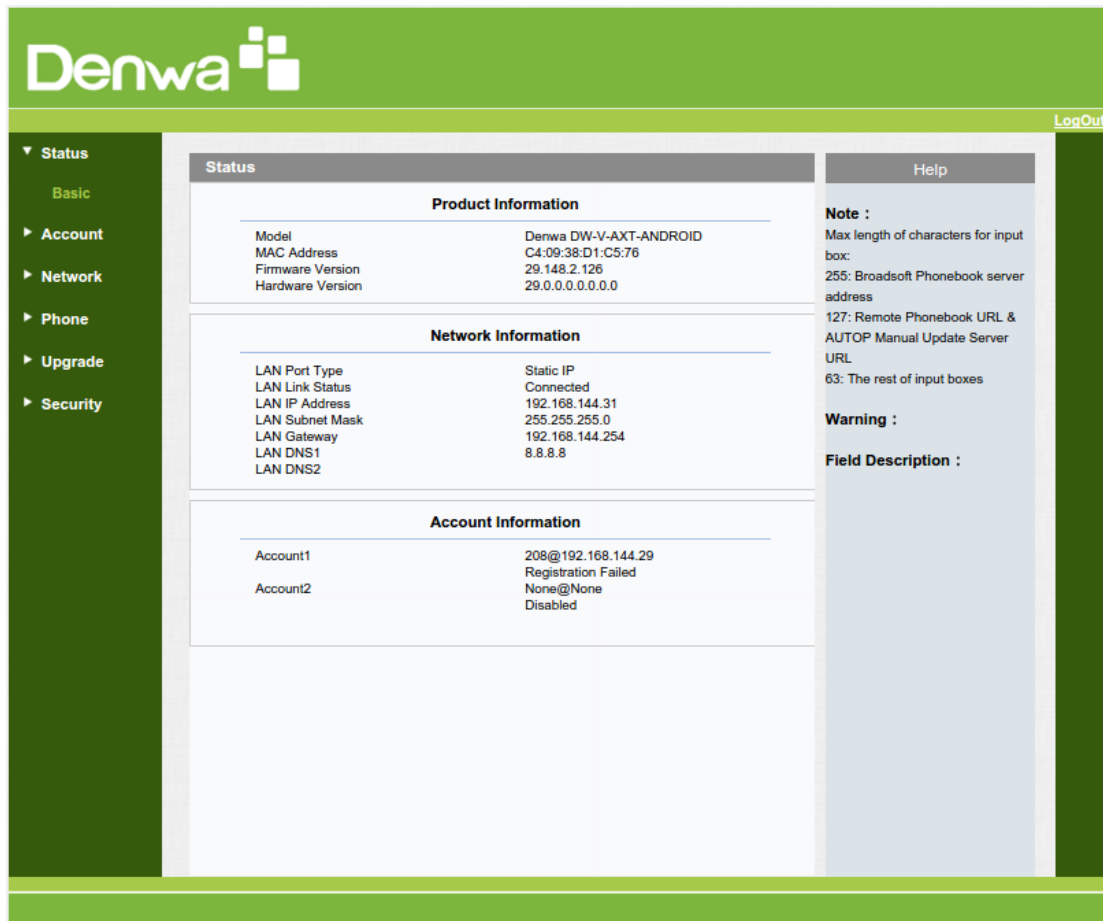 Denwa
LogOut
Status
Basic
Account
Network
Phone
Upgrade
Security
Status
Product Information
Model Denwa DW-V-AXT-ANDROID
MAC Address C4:09:38:D1:C5:76
Firmware Version 29.148.2.126
Hardware Version 29.0.0.0.0.0.0.0
Network Information
LAN Port Type Static IP
LAN Link Status Connected
LAN IP Address 192.168.144.31
LAN Subnet Mask 255.255.255.0
LAN Gateway 192.168.144.254
LAN DNS1 8.8.8.8
LAN DNS2
Account Information
Account1 208@192.168.144.29
Registration Failed
Account2 None@None
Disabled
Help
Note :
Max length of characters for input
box:
255: Broadsoft Phonebook server
address
127: Remote Phonebook URL &
AUTOP Manual Update Server
URL
63: The rest of input boxes
Warning :
Field Description :